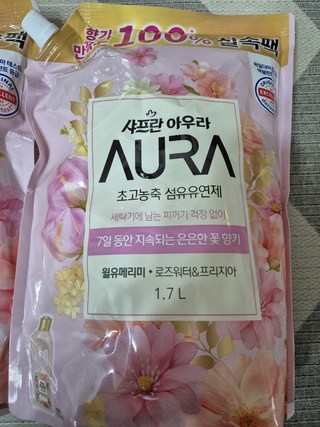 향기
만족 100% 실속팩
샤프란 아우라
AURA
초고농축 섬유유연제
세탁기에 남는 찌꺼기 걱정 없이
7일 동안 지속되는 은은한 꽃 향기
윌유메리미 • 로즈워터&프리지아
1.7 L